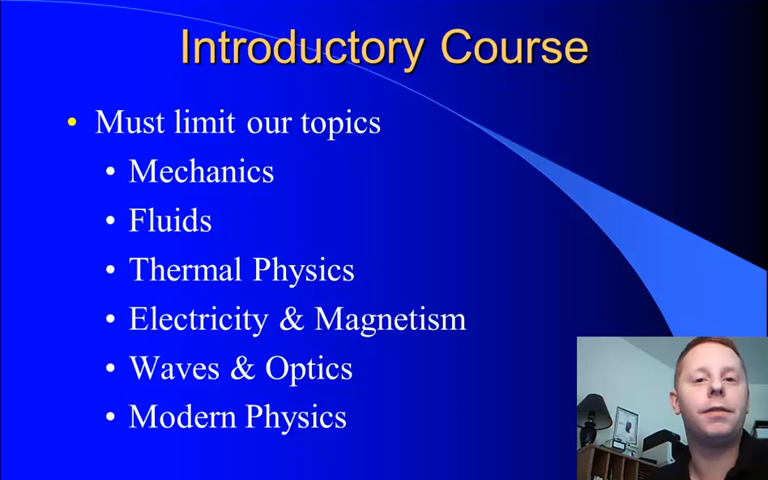 Introductory Course
• Must limit our topics
• Mechanics
• Fluids
• Thermal Physics
• Electricity & Magnetism
• Waves & Optics
• Modern Physics